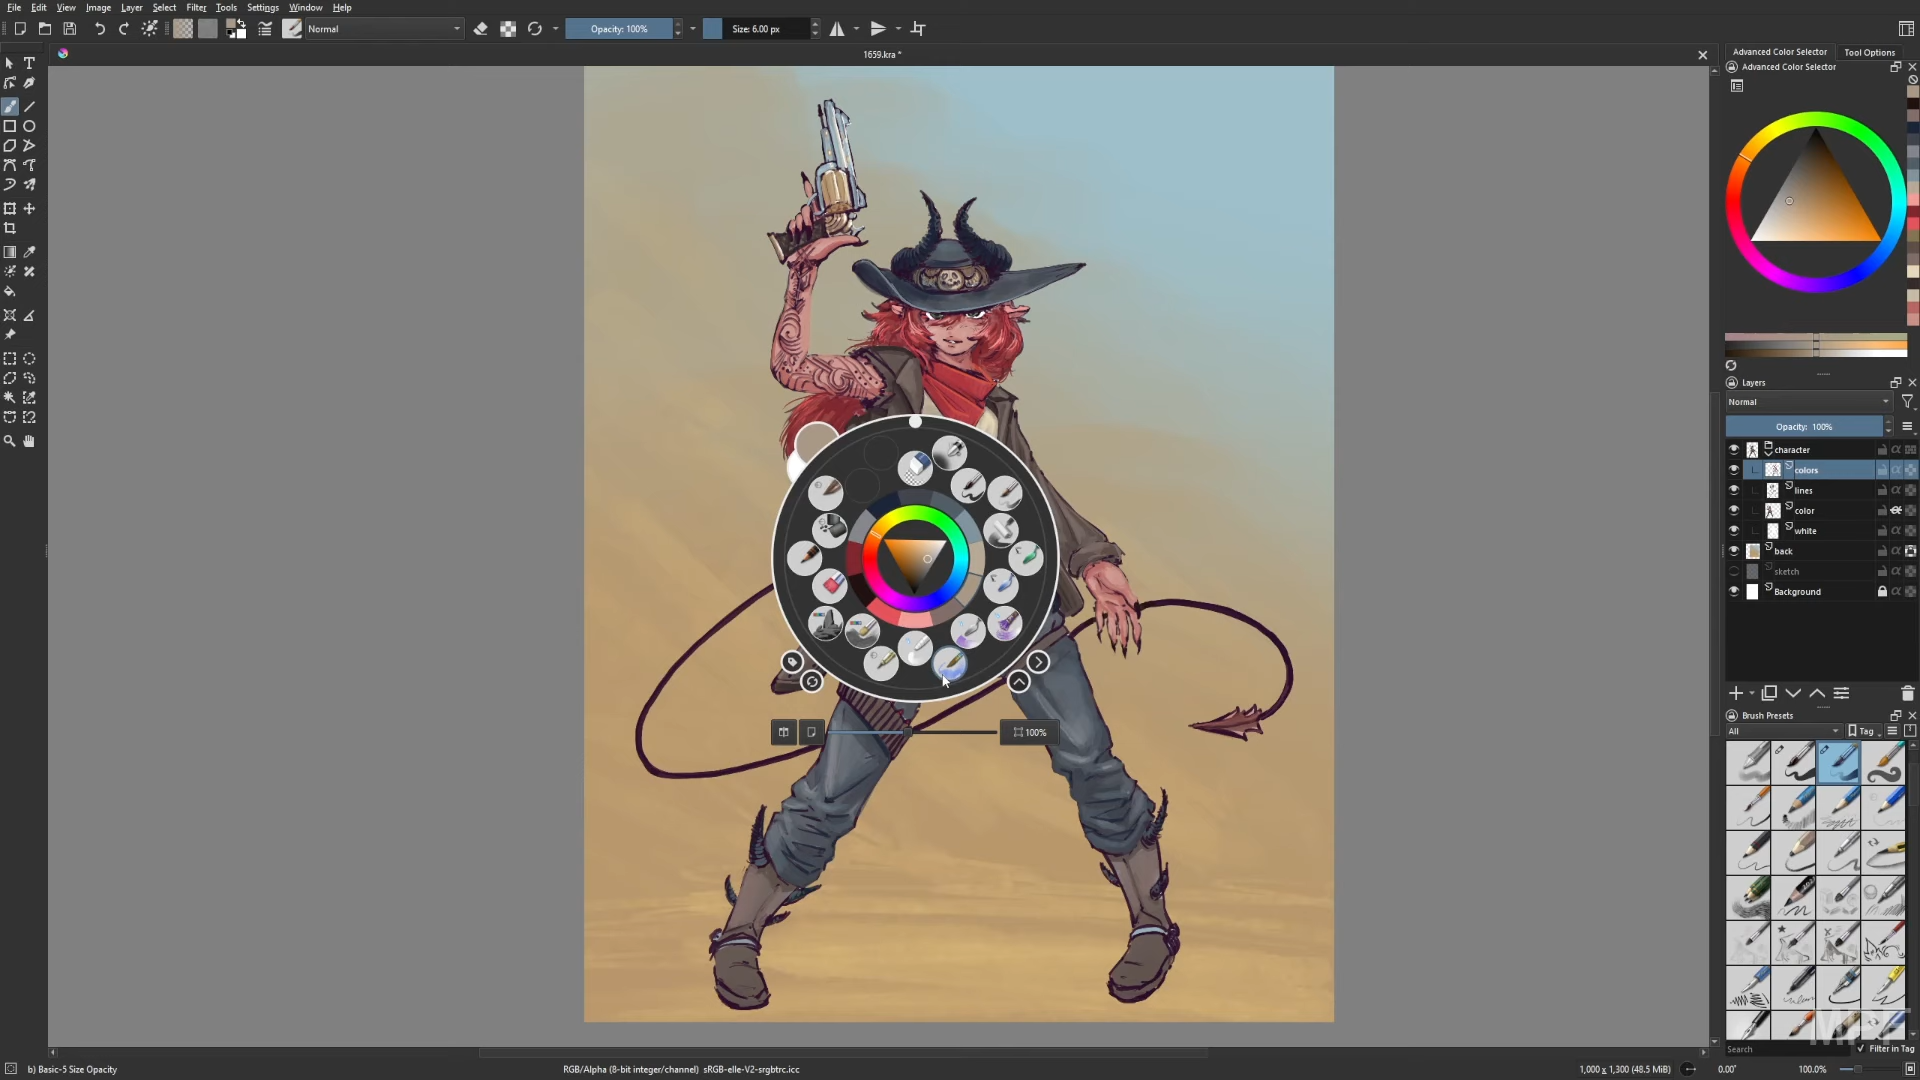 File Edit View Image Layer Select Filter Tools Settings Window Help
Normal Opacity: 100% Size: 6.00 px
1659.kra *
Advanced Color Selector Tool Options
Advanced Color Selector
Layers
Normal
Opacity: 100%
character
colors
lines
color
white
back
sketch
Background
100%
Brush Presets
All Tag
MPF
Search Filter in Tag
b) Basic-5 Size Opacity RGB/Alpha (8-bit integer/channel) sRGB-elle-V2-srgbtrc.icc 1,000 x 1,300 (48.5 MiB) 0.00° 100.0%